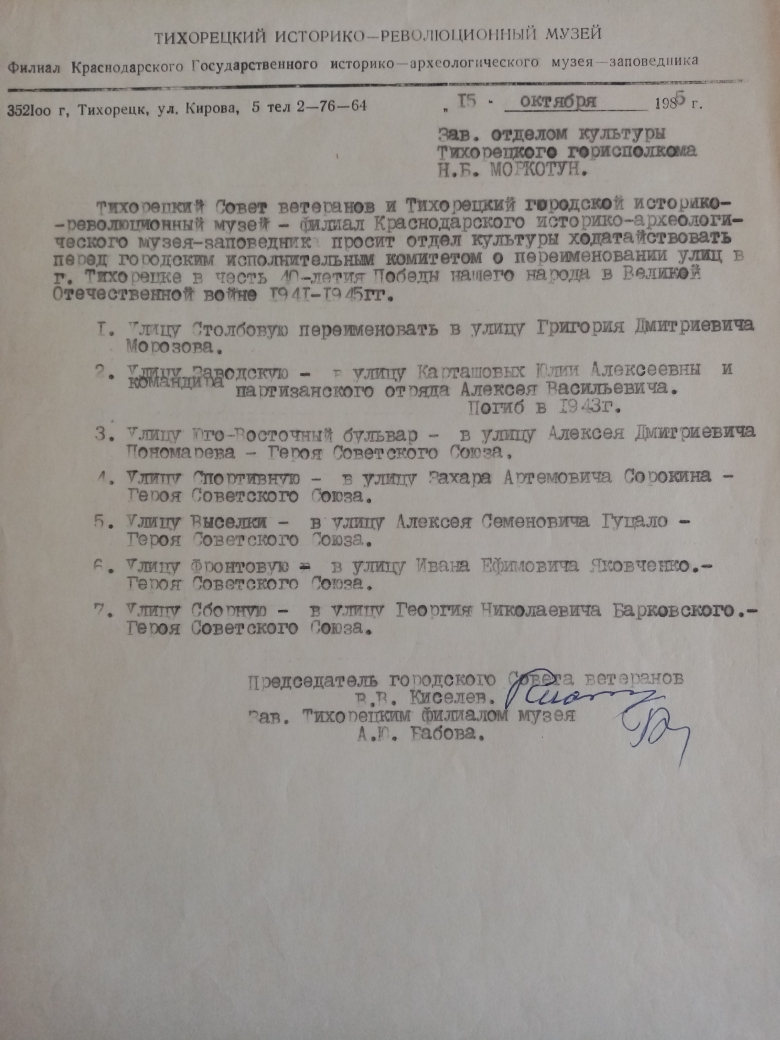 ТИХОРЕЦКИЙ ИСТОРИКО—РЕВОЛЮЦИОННЫЙ МУЗЕЙ
Филиал Краснодарского Государственного историко—археологического музея—заповедника
3521оо г, Тихорецк, ул. Кирова, 5 тел 2—76—64
„ 15 " октября 1985 г.
Зав. отделом культуры
Тихорецкого горисполкома
Н.Б. МОРКОТУН.
Тихорецкий Совет ветеранов и Тихорецкий городской историко-
-революционный музей - филиал Краснодарского историко-археологи-
ческого музея-заповедник просит отдел культуры ходатайствовать
перед городским исполнительным комитетом о переименовании улиц в
г. Тихорецке в честь 40-летия Победы нашего народа в Великой
Отечественной войне 1941-1945гг.
1. Улицу Столбовую переименовать в улицу Григория Дмитриевича
Морозова.
2. Улицу Заводскую - в улицу Карташовых Юлии Алексеевны и
командира партизанского отряда Алексея Васильевича.
Погиб в 1943г.
3. Улицу Юго-Восточный бульвар - в улицу Алексея Дмитриевича
Пономарева - Героя Советского Союза.
4. Улицу Спортивную - в улицу Захара Артемовича Сорокина -
Героя Советского Союза.
5. Улицу Выселки - в улицу Алексея Семеновича Гуцало -
Героя Советского Союза.
6. Улицу Фронтовую - в улицу Ивана Ефимовича Яковченко.-
Героя Советского Союза.
7. Улицу Сборную - в улицу Георгия Николаевича Барковского.-
Героя Советского Союза.
Председатель городского Совета ветеранов
В.В. Киселев.
Зав. Тихорецким филиалом музея
А.Ю. Бабова.